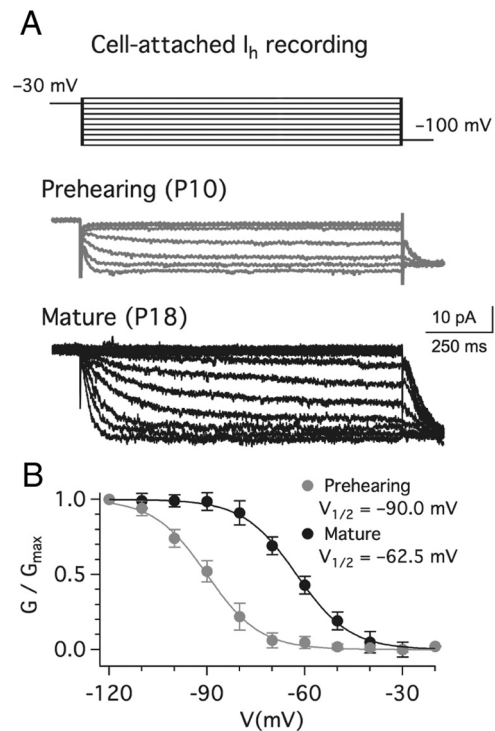 A
Cell-attached Ih recording
−30 mV
−100 mV
Prehearing (P10)
Mature (P18)
10 pA
250 ms
B
Prehearing
V1/2 = −90.0 mV
Mature
V1/2 = −62.5 mV
G / Gmax
1.0
0.5
0.0
-120 -90 -60 -30
V(mV)